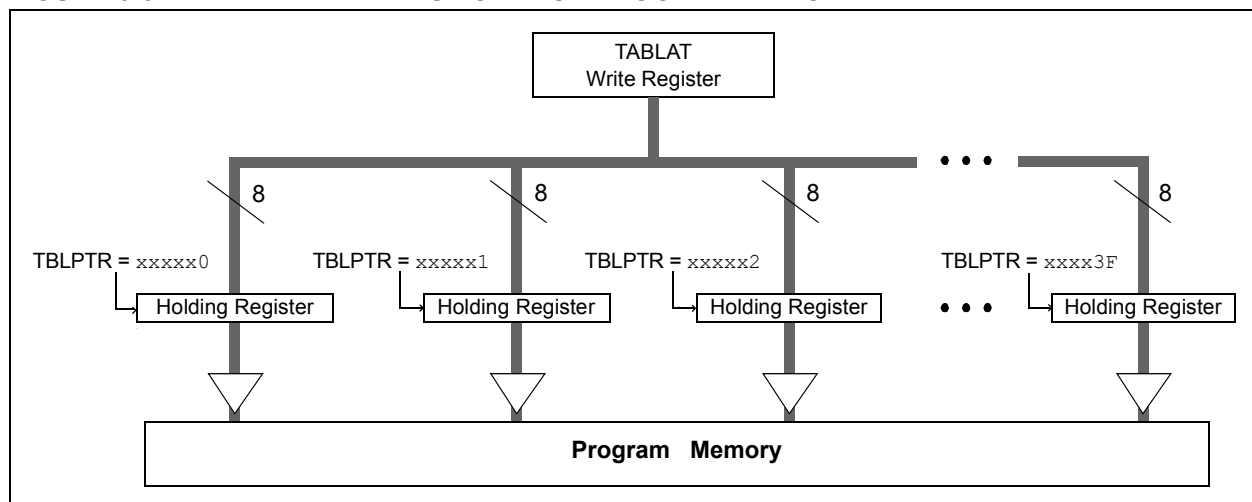 TABLAT
Write Register
8
8
8
8
TBLPTR = xxxxx0
TBLPTR = xxxxx1
TBLPTR = xxxxx2
TBLPTR = xxxx3F
Holding Register
Holding Register
Holding Register
Holding Register
Program Memory